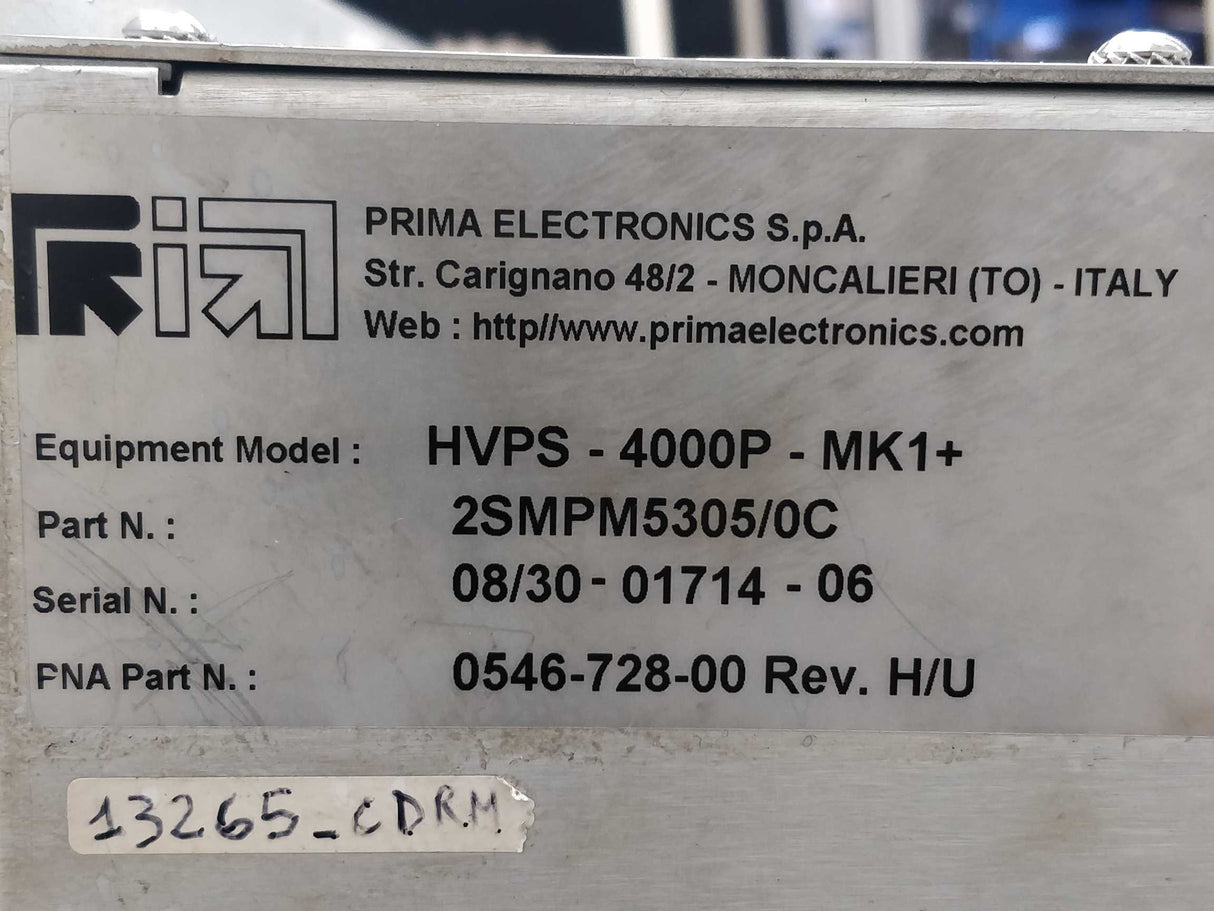 PRIMA ELECTRONICS S.p.A.
Str. Carignano 48/2 - MONCALIERI (TO) - ITALY
Web : http//www.primaelectronics.com
Equipment Model : HVPS - 4000P - MK1+
Part N. : 2SMPM5305/0C
Serial N. : 08/30 - 01714 - 06
PNA Part N. : 0546-728-00 Rev. H/U
13265_CDRM